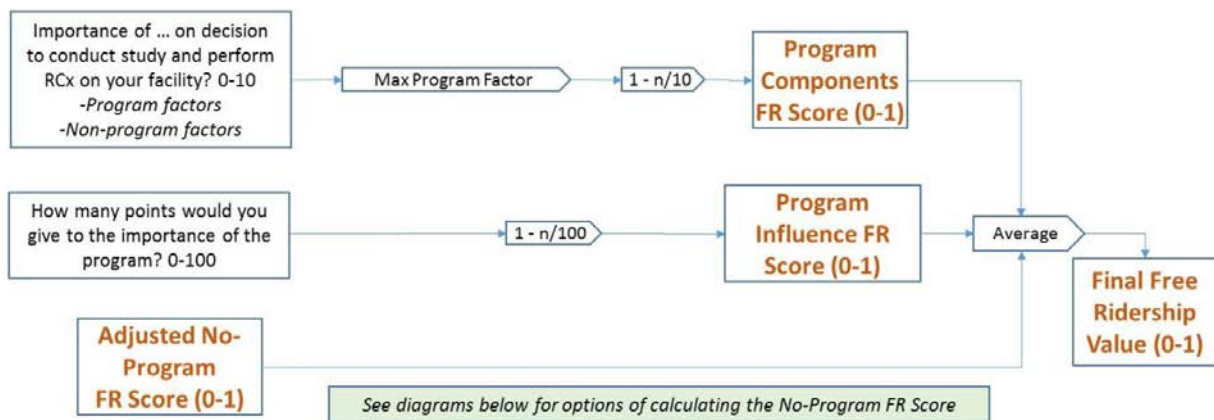 Importance of ... on decision
to conduct study and perform
RCx on your facility? 0-10
-Program factors
-Non-program factors
Max Program Factor
1 - n/10
Program
Components
FR Score (0-1)
How many points would you
give to the importance of the
program? 0-100
1 - n/100
Program
Influence FR
Score (0-1)
Average
Final Free
Ridership
Value (0-1)
Adjusted No-
Program
FR Score (0-1)
See diagrams below for options of calculating the No-Program FR Score